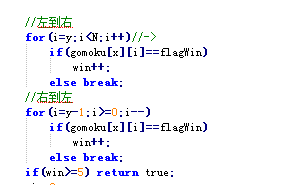 //左到右
for(i=y;i<N;i++)//->
if(gomoku[x][i]==flagWin)
win++;
else break;
//右到左
for(i=y-1;i>=0;i--)
if(gomoku[x][i]==flagWin)
win++;
else break;
if(win>=5) return true;